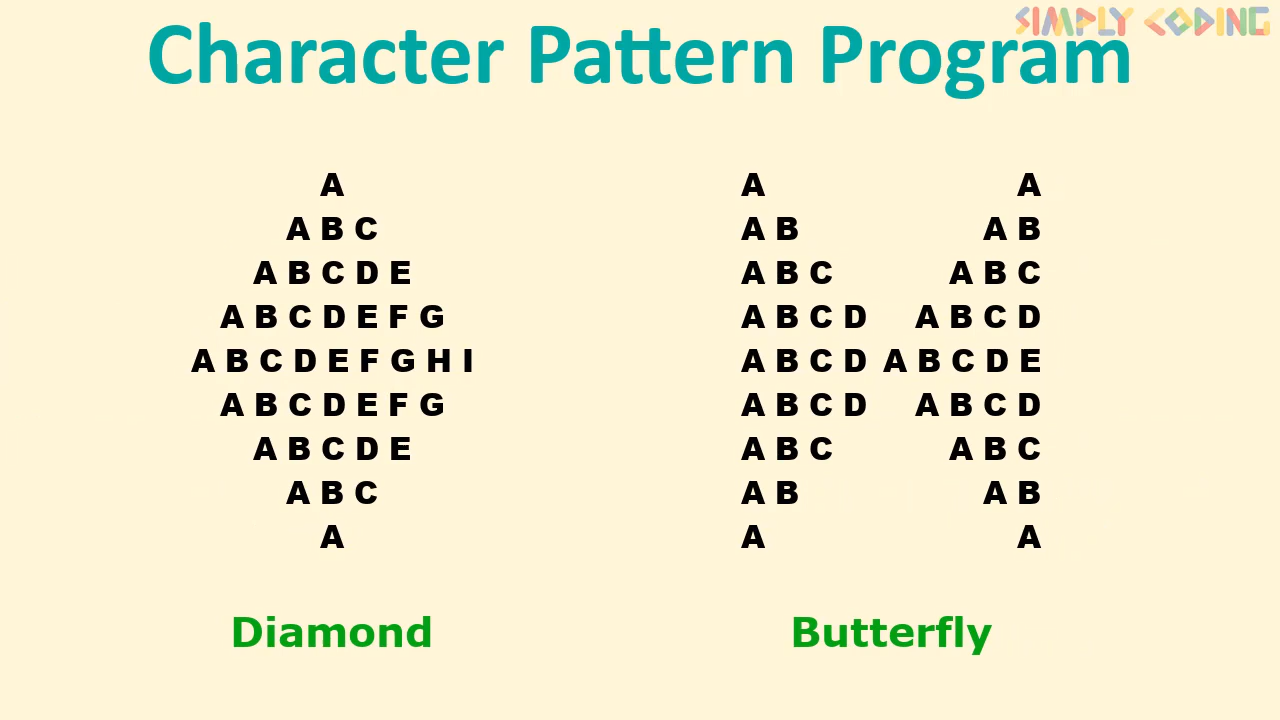 SIMPLY CODING
Character Pattern Program
A
A B C
A B C D E
A B C D E F G
A B C D E F G H I
A B C D E F G
A B C D E
A B C
A
Diamond
A A
A B A B
A B C A B C
A B C D A B C D
A B C D A B C D E
A B C D A B C D
A B C A B C
A B A B
A A
Butterfly